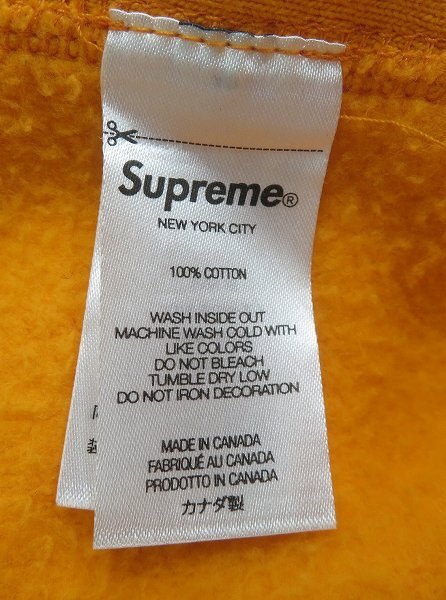 Supreme®
NEW YORK CITY
100% COTTON
WASH INSIDE OUT
MACHINE WASH COLD WITH
LIKE COLORS
DO NOT BLEACH
TUMBLE DRY LOW
DO NOT IRON DECORATION
MADE IN CANADA
FABRIQUÉ AU CANADA
PRODOTTO IN CANADA
カナダ製